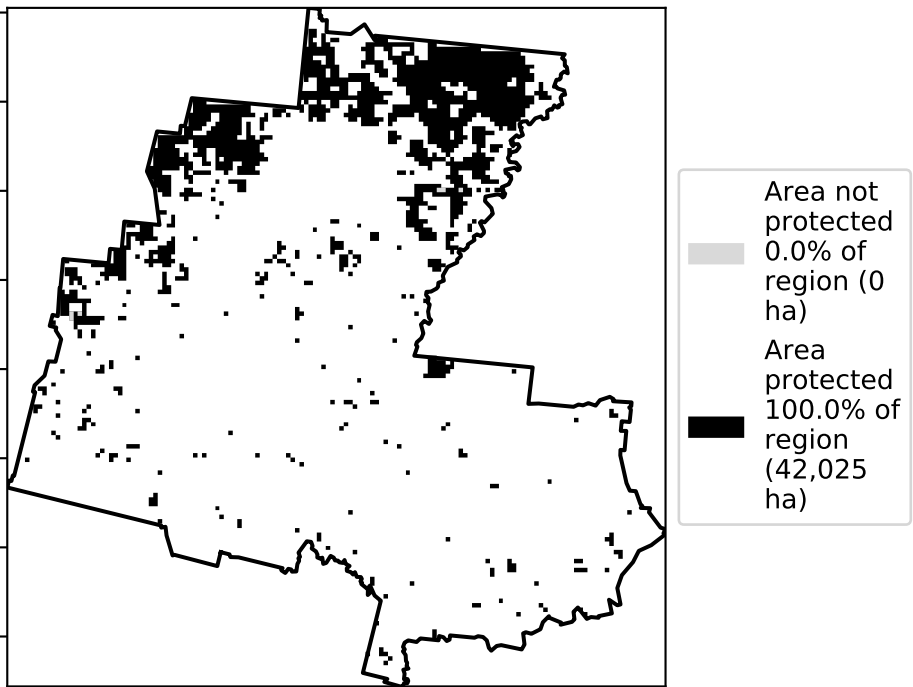 Area not
protected
0.0% of
region (0
ha)
Area
protected
100.0% of
region
(42,025
ha)